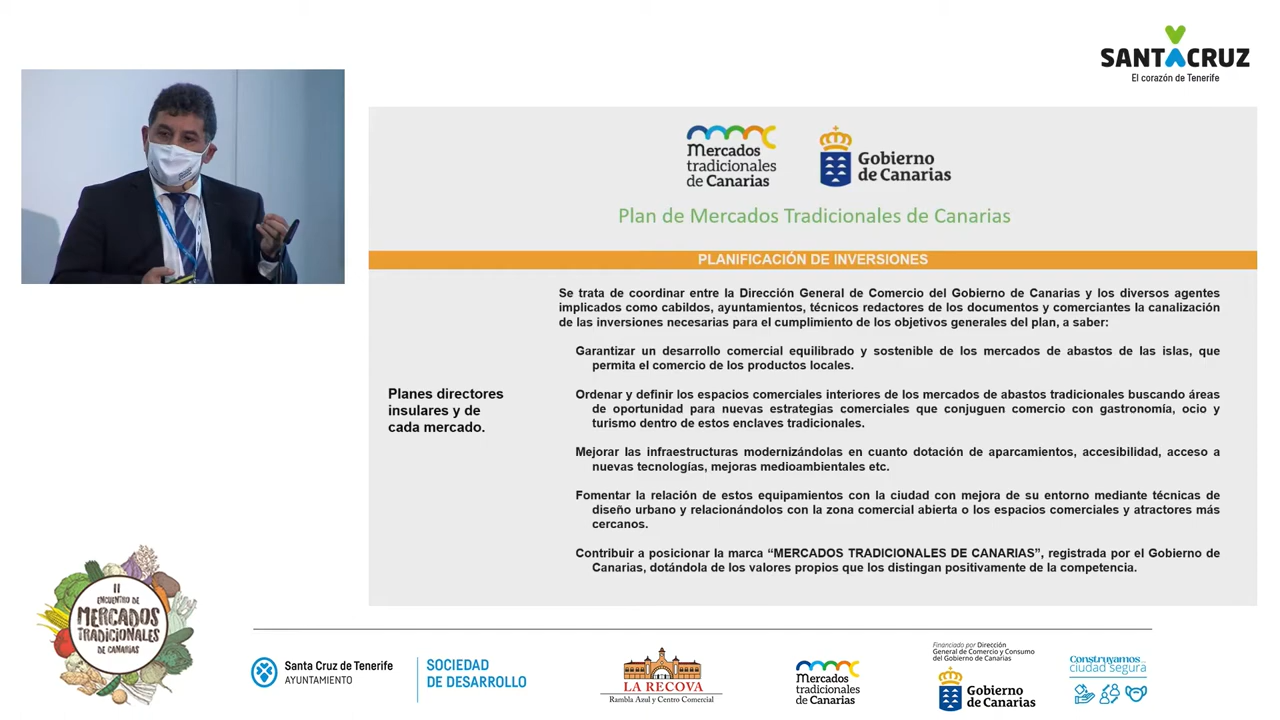 SANTACRUZ
El corazón de Tenerife
Mercados
tradicionales
de Canarias
Gobierno
de Canarias
Plan de Mercados Tradicionales de Canarias
PLANIFICACIÓN DE INVERSIONES
Planes directores
insulares y de
cada mercado.
Se trata de coordinar entre la Dirección General de Comercio del Gobierno de Canarias y los diversos agentes
implicados como cabildos, ayuntamientos, técnicos redactores de los documentos y comerciantes la canalización
de las inversiones necesarias para el cumplimiento de los objetivos generales del plan, a saber:
Garantizar un desarrollo comercial equilibrado y sostenible de los mercados de abastos de las islas, que
permita el comercio de los productos locales.
Ordenar y definir los espacios comerciales interiores de los mercados de abastos tradicionales buscando áreas
de oportunidad para nuevas estrategias comerciales que conjuguen comercio con gastronomía, ocio y
turismo dentro de estos enclaves tradicionales.
Mejorar las infraestructuras modernizándolas en cuanto dotación de aparcamientos, accesibilidad, acceso a
nuevas tecnologías, mejoras medioambientales etc.
Fomentar la relación de estos equipamientos con la ciudad con mejora de su entorno mediante técnicas de
diseño urbano y relacionándolos con la zona comercial abierta o los espacios comerciales y atractores más
cercanos.
Contribuir a posicionar la marca “MERCADOS TRADICIONALES DE CANARIAS”, registrada por el Gobierno de
Canarias, dotándola de los valores propios que los distingan positivamente de la competencia.
II
ENCUENTRO DE
MERCADOS
TRADICIONALES
DE CANARIAS
Santa Cruz de Tenerife
AYUNTAMIENTO
SOCIEDAD
DE DESARROLLO
LA RECOVA
Rambla Azul y Centro Comercial
Mercados
tradicionales
de Canarias
Financiado por Dirección
General de Comercio y Consumo
del Gobierno de Canarias
Gobierno
de Canarias
Construyamos...
ciudad segura